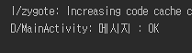 I/zygote: Increasing code cache c
D/MainActivity: 메시지 : OK